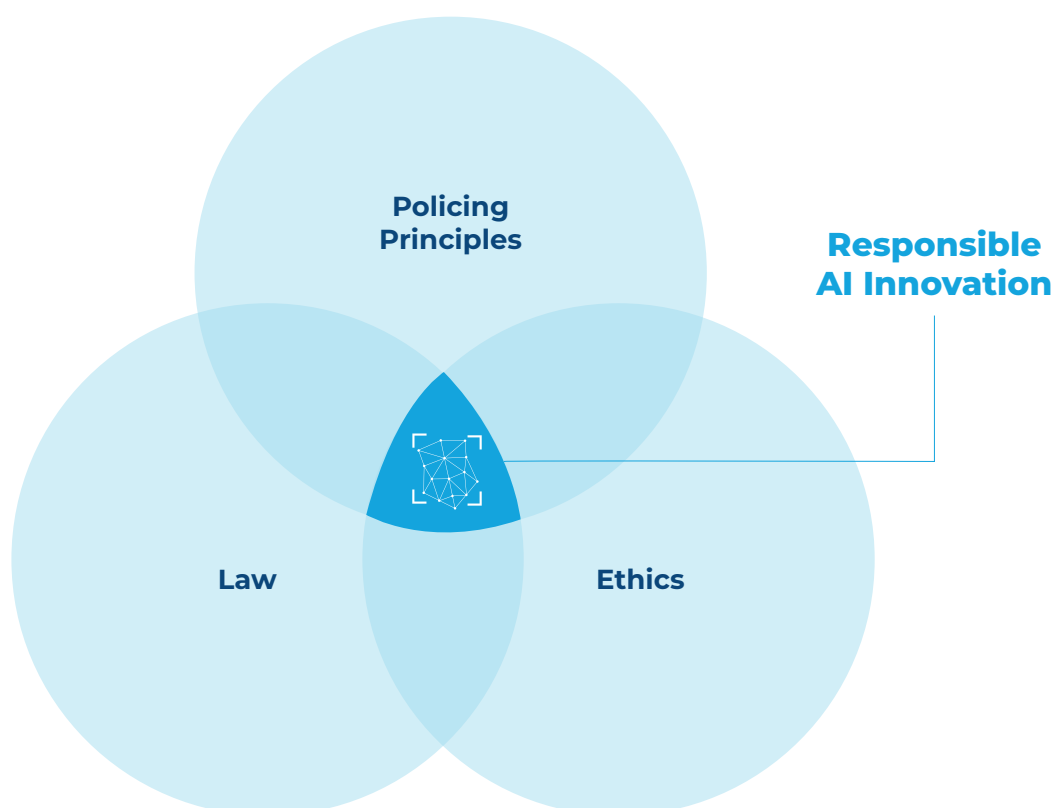 Policing
Principles
Responsible
AI Innovation
Law
Ethics